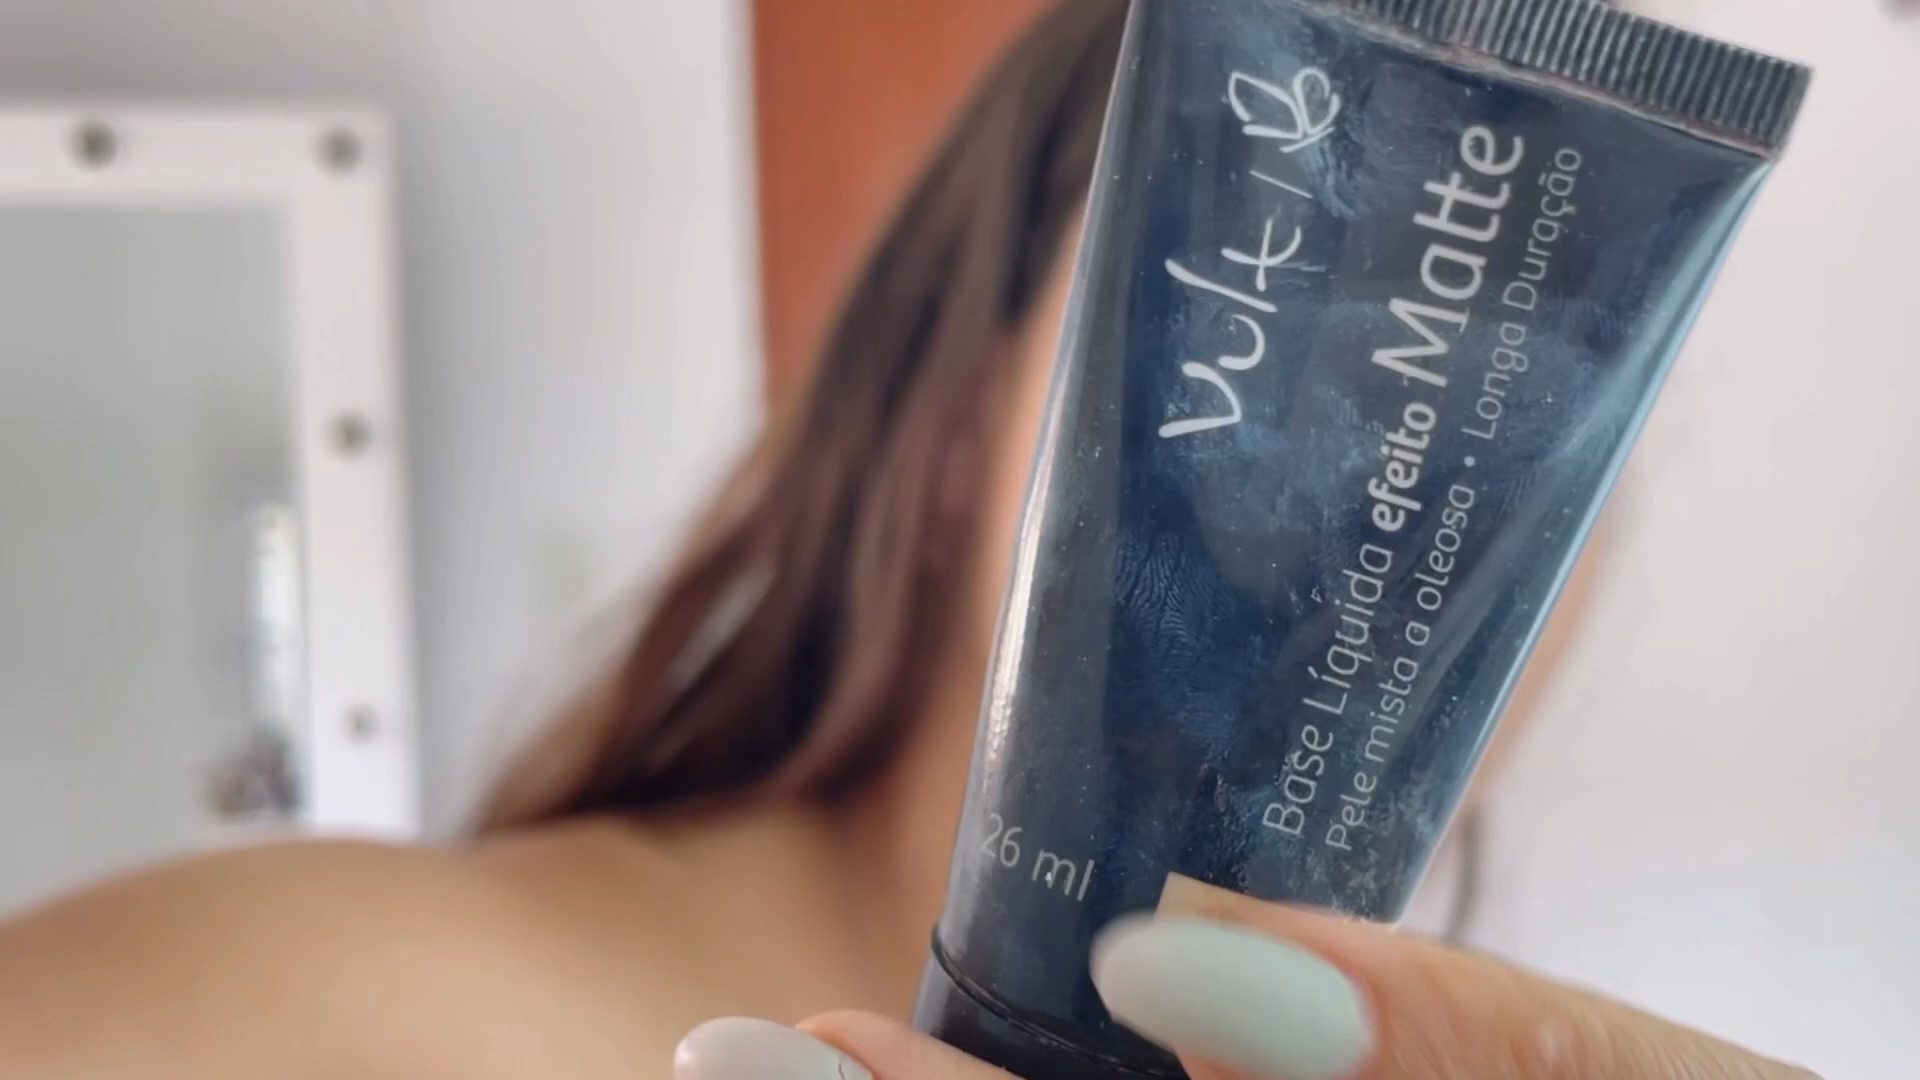 Vult
Base Líquida efeito Matte
Pele mista a oleosa • Longa Duração
26 ml